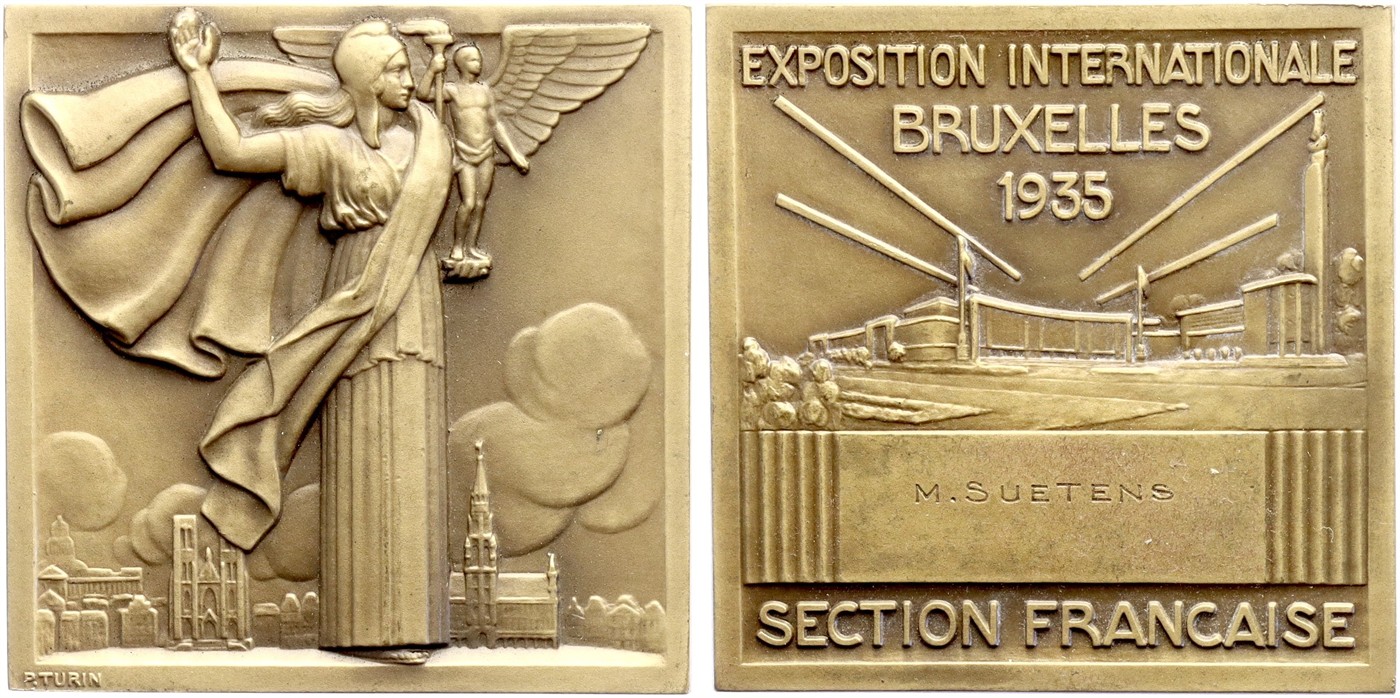 P.TURIN
EXPOSITION INTERNATIONALE
BRUXELLES
1935
M. SUETENS
SECTION FRANCAISE